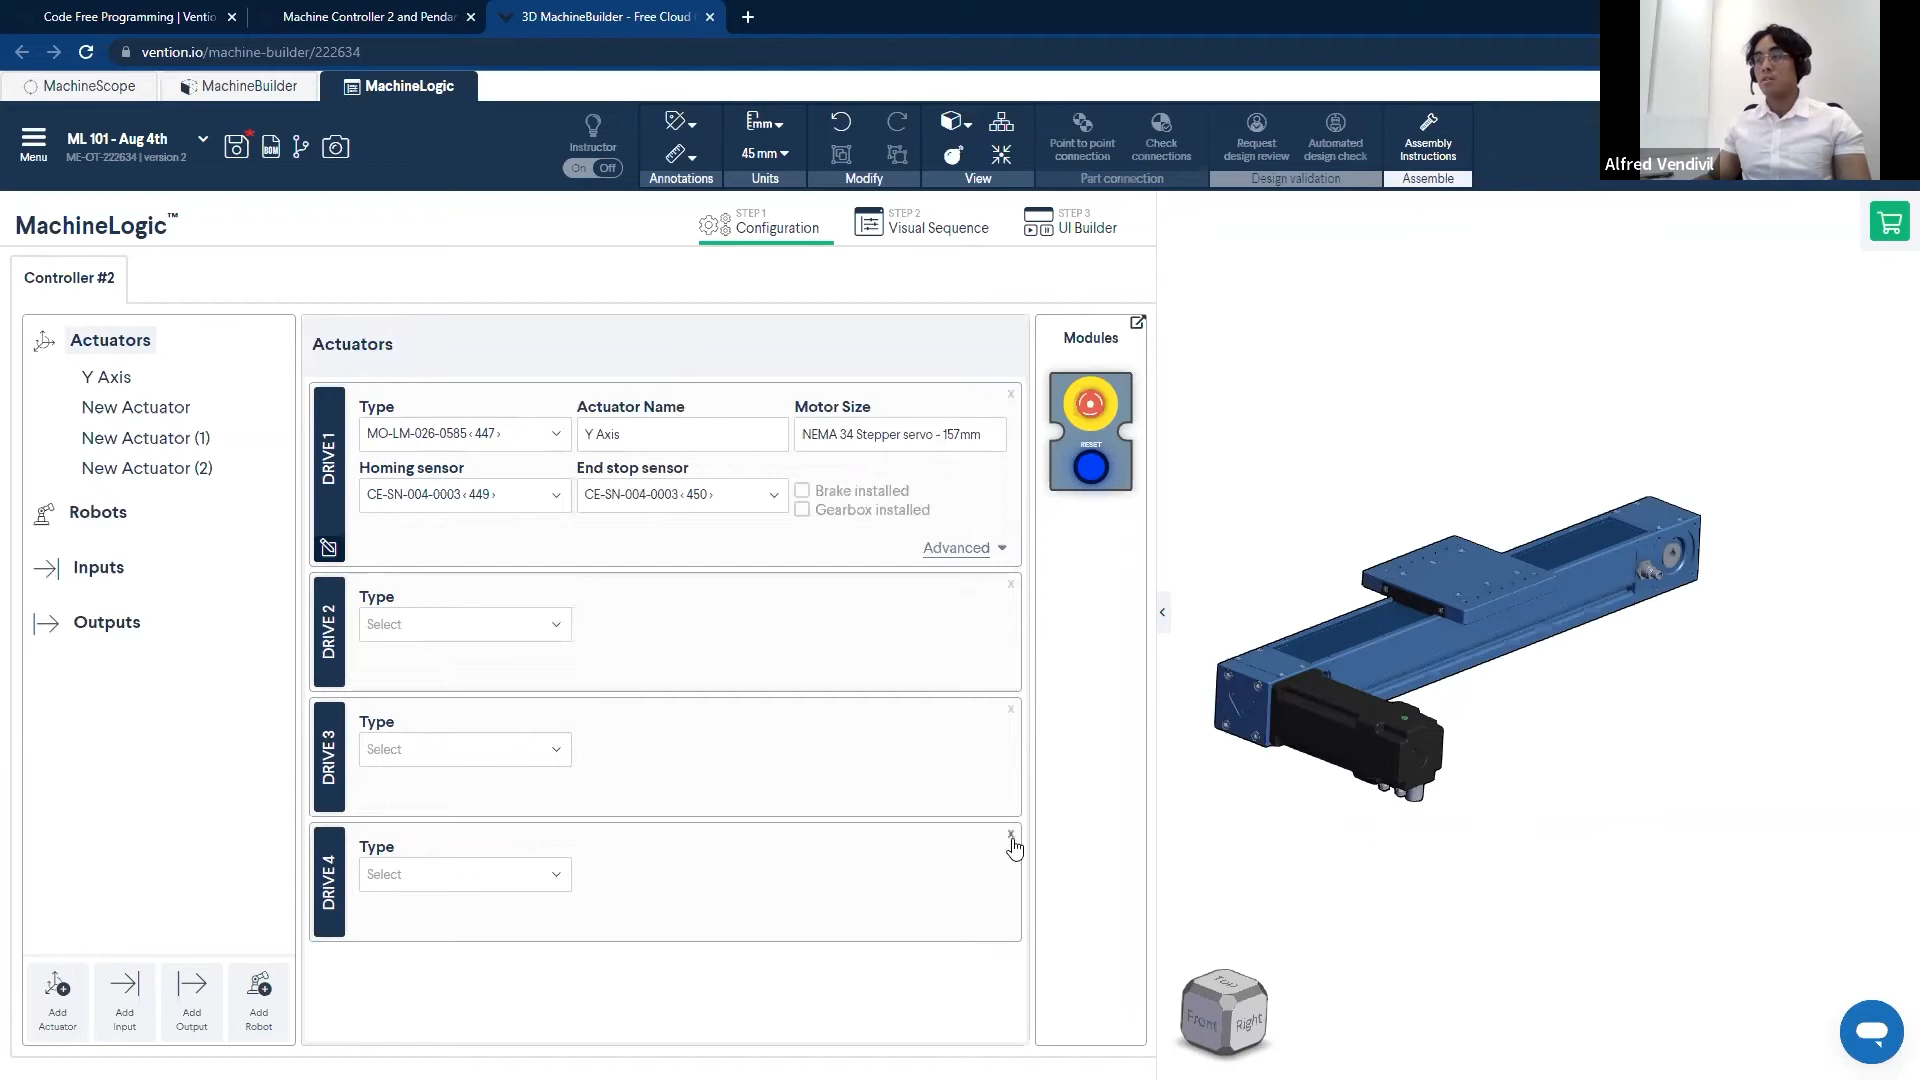 Code Free Programming | Ventio
Machine Controller 2 and Pendar
3D MachineBuilder - Free Cloud
vention.io/machine-builder/222634
MachineScope
MachineBuilder
MachineLogic
Menu
ML 101 - Aug 4th
ME-OT-222634 | version 2
BOM
Instructor
On Off
Annotations
mm
45 mm
Units
Modify
View
Point to point connection
Check connections
Part connection
Request design review
Automated design check
Design validation
Assembly Instructions
Assemble
Alfred Vendivil
MachineLogic™
STEP 1
Configuration
STEP 2
Visual Sequence
STEP 3
UI Builder
Controller #2
Actuators
Y Axis
New Actuator
New Actuator (1)
New Actuator (2)
Robots
Inputs
Outputs
Add Actuator
Add Input
Add Output
Add Robot
Actuators
DRIVE 1
Type
Actuator Name
Motor Size
MO-LM-026-0585 ‹ 447 ›
Y Axis
NEMA 34 Stepper servo - 157mm
Homing sensor
End stop sensor
CE-SN-004-0003 ‹ 449 ›
CE-SN-004-0003 ‹ 450 ›
Brake installed
Gearbox installed
Advanced
x
DRIVE 2
Type
Select
x
DRIVE 3
Type
Select
x
DRIVE 4
Type
Select
x
Modules
RESET
TOP
Front
Right